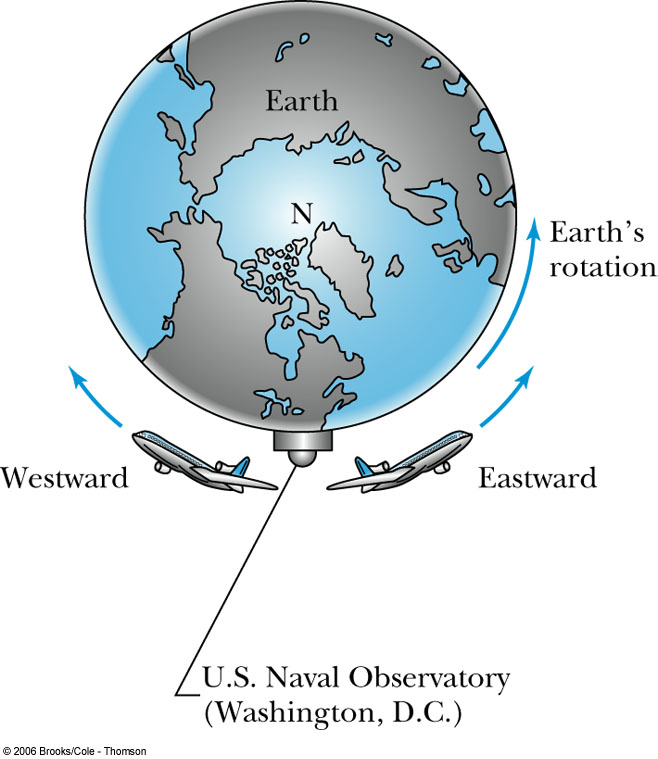 Earth
N
Earth's
rotation
Westward
Eastward
U.S. Naval Observatory
(Washington, D.C.)
© 2006 Brooks/Cole - Thomson